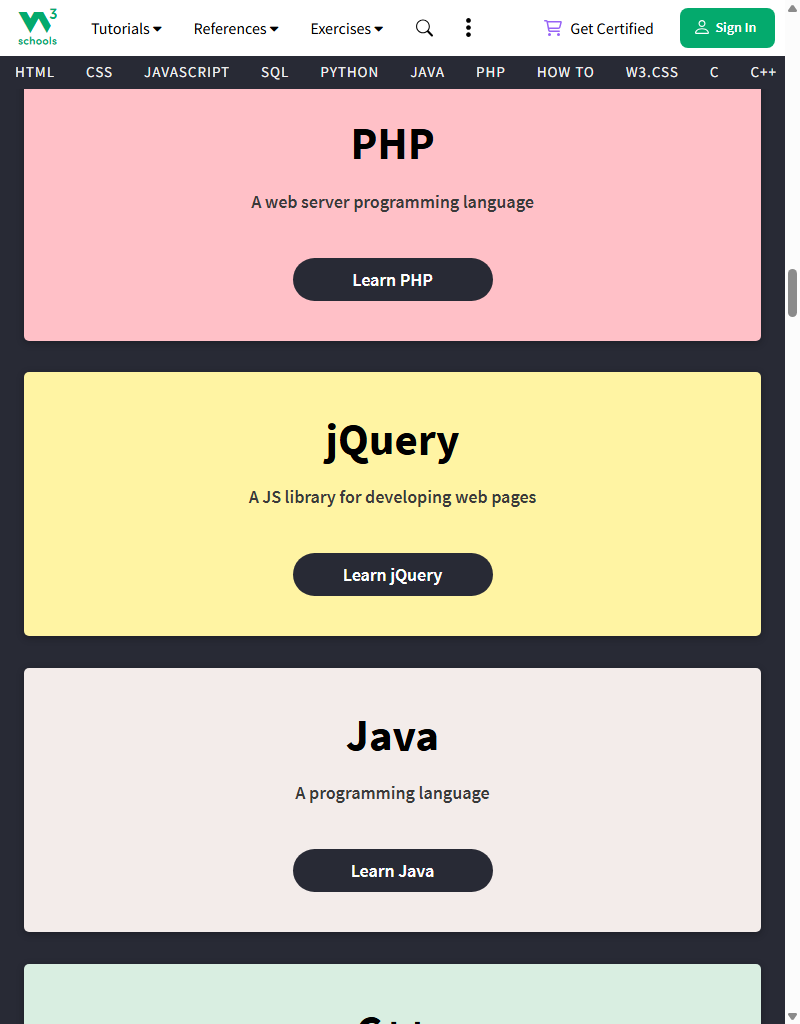 W3
schools
Tutorials
References
Exercises
Get Certified
Sign In
HTML CSS JAVASCRIPT SQL PYTHON JAVA PHP HOW TO W3.CSS C C++
PHP
A web server programming language
Learn PHP
jQuery
A JS library for developing web pages
Learn jQuery
Java
A programming language
Learn Java